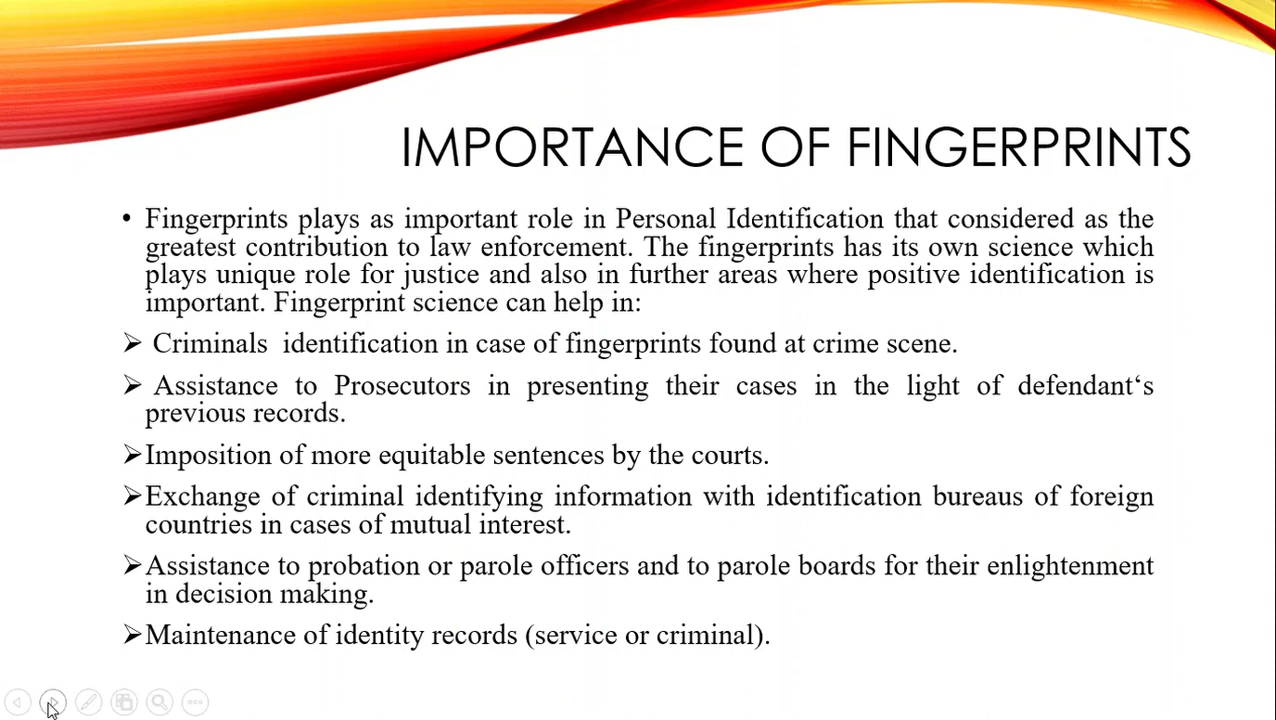 IMPORTANCE OF FINGERPRINTS
• Fingerprints plays as important role in Personal Identification that considered as the
greatest contribution to law enforcement. The fingerprints has its own science which
plays unique role for justice and also in further areas where positive identification is
important. Fingerprint science can help in:
➢ Criminals identification in case of fingerprints found at crime scene.
➢ Assistance to Prosecutors in presenting their cases in the light of defendant‘s
previous records.
➢Imposition of more equitable sentences by the courts.
➢Exchange of criminal identifying information with identification bureaus of foreign
countries in cases of mutual interest.
➢Assistance to probation or parole officers and to parole boards for their enlightenment
in decision making.
➢Maintenance of identity records (service or criminal).